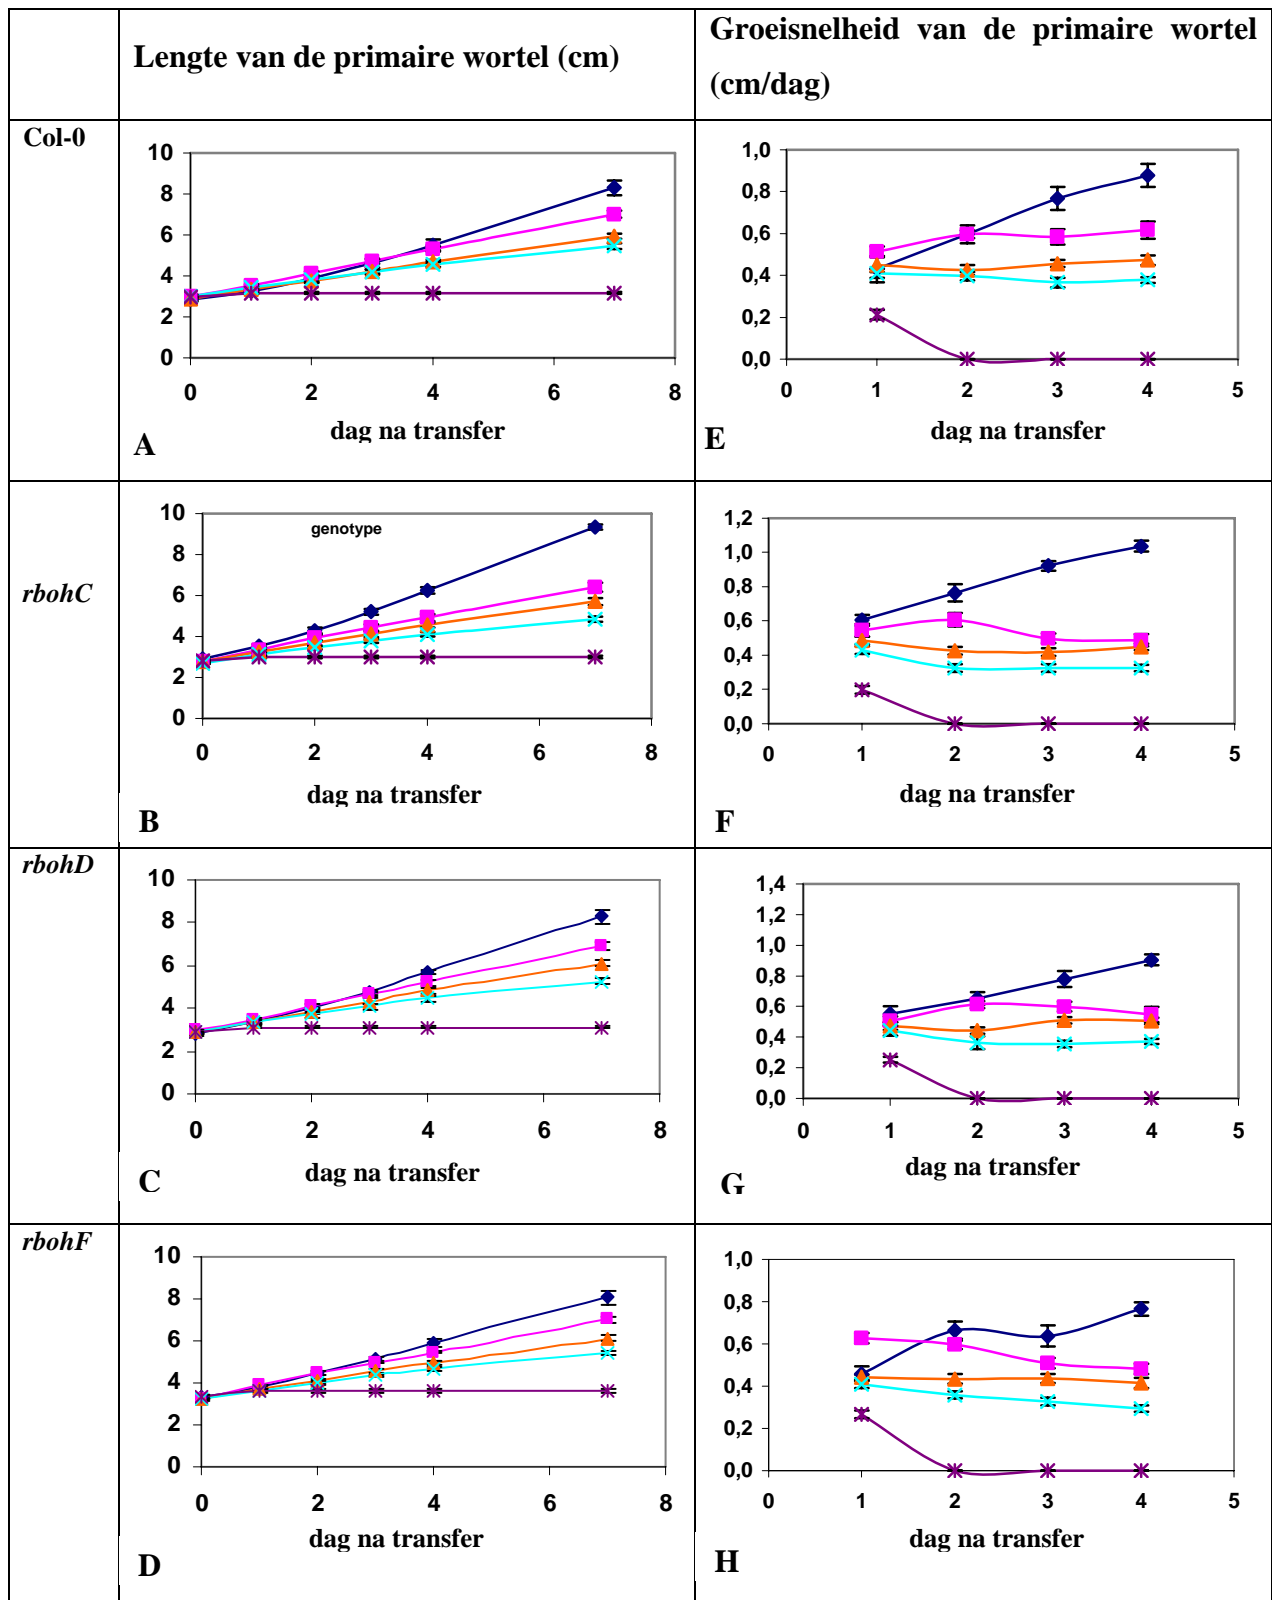 Lengte van de primaire wortel (cm)
Groeisnelheid van de primaire wortel
(cm/dag)
Col-0
10
8
6
4
2
0
0 2 4 6 8
dag na transfer
A
1,0
0,8
0,6
0,4
0,2
0,0
0 1 2 3 4 5
dag na transfer
E
rbohC
10
8
6
4
2
0
genotype
0 2 4 6 8
dag na transfer
B
1,2
1,0
0,8
0,6
0,4
0,2
0,0
0 1 2 3 4 5
dag na transfer
F
rbohD
10
8
6
4
2
0
0 2 4 6 8
dag na transfer
C
1,4
1,2
1,0
0,8
0,6
0,4
0,2
0,0
0 1 2 3 4 5
dag na transfer
G
rbohF
10
8
6
4
2
0
0 2 4 6 8
dag na transfer
D
1,0
0,8
0,6
0,4
0,2
0,0
0 1 2 3 4 5
dag na transfer
H